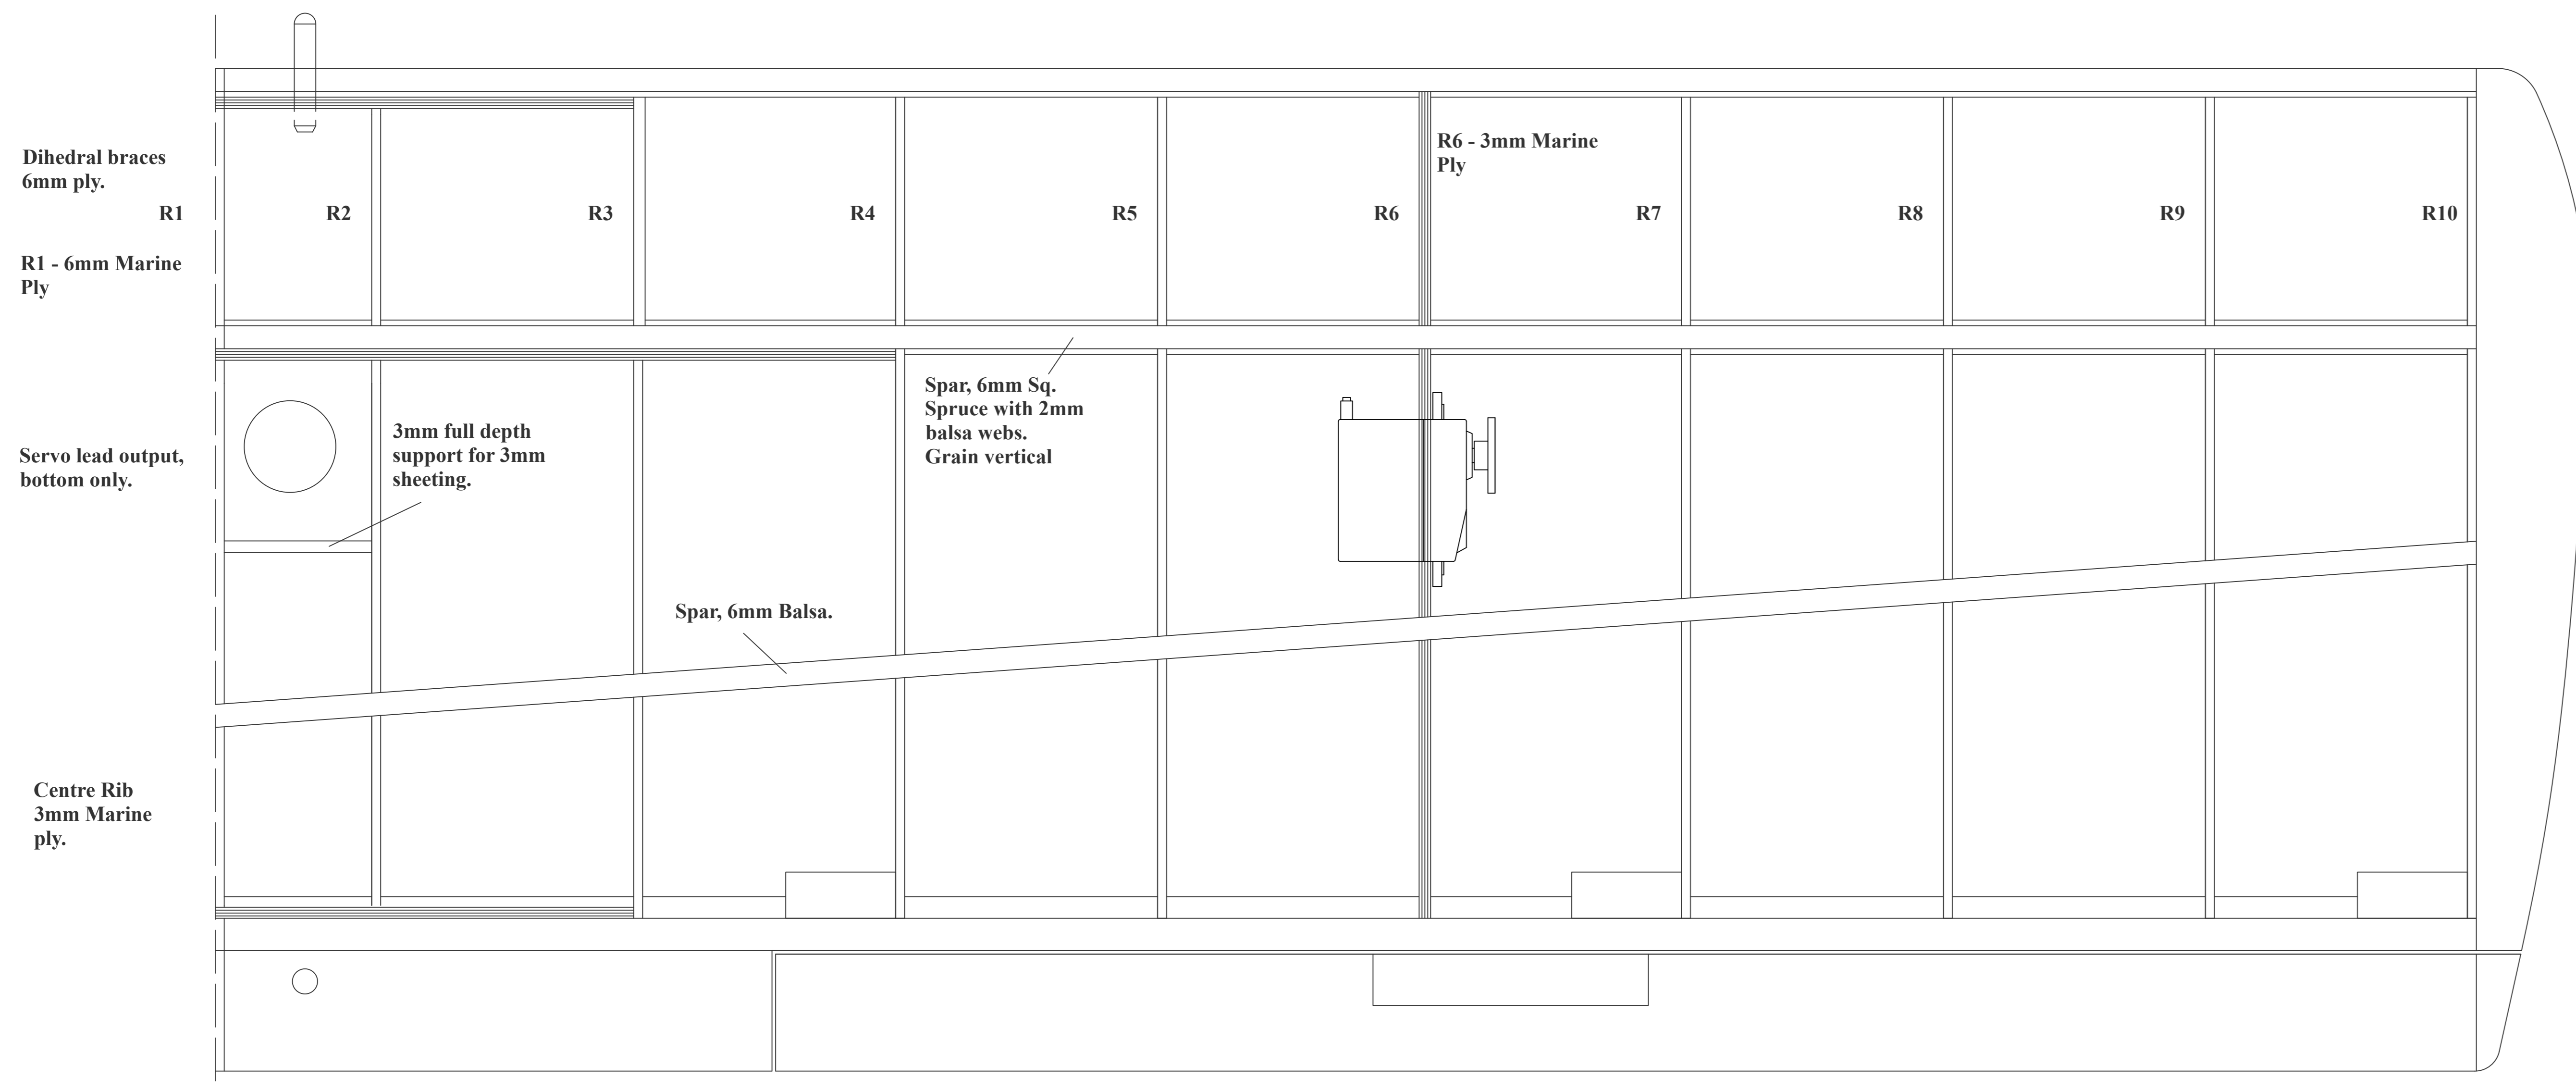 Dihedral braces
6mm ply.
R1
R2
R3
R4
R5
R6
R6 - 3mm Marine
Ply
R7
R8
R9
R10
R1 - 6mm Marine
Ply
Servo lead output,
bottom only.
3mm full depth
support for 3mm
sheeting.
Spar, 6mm Sq.
Spruce with 2mm
balsa webs.
Grain vertical
Spar, 6mm Balsa.
Centre Rib
3mm Marine
ply.